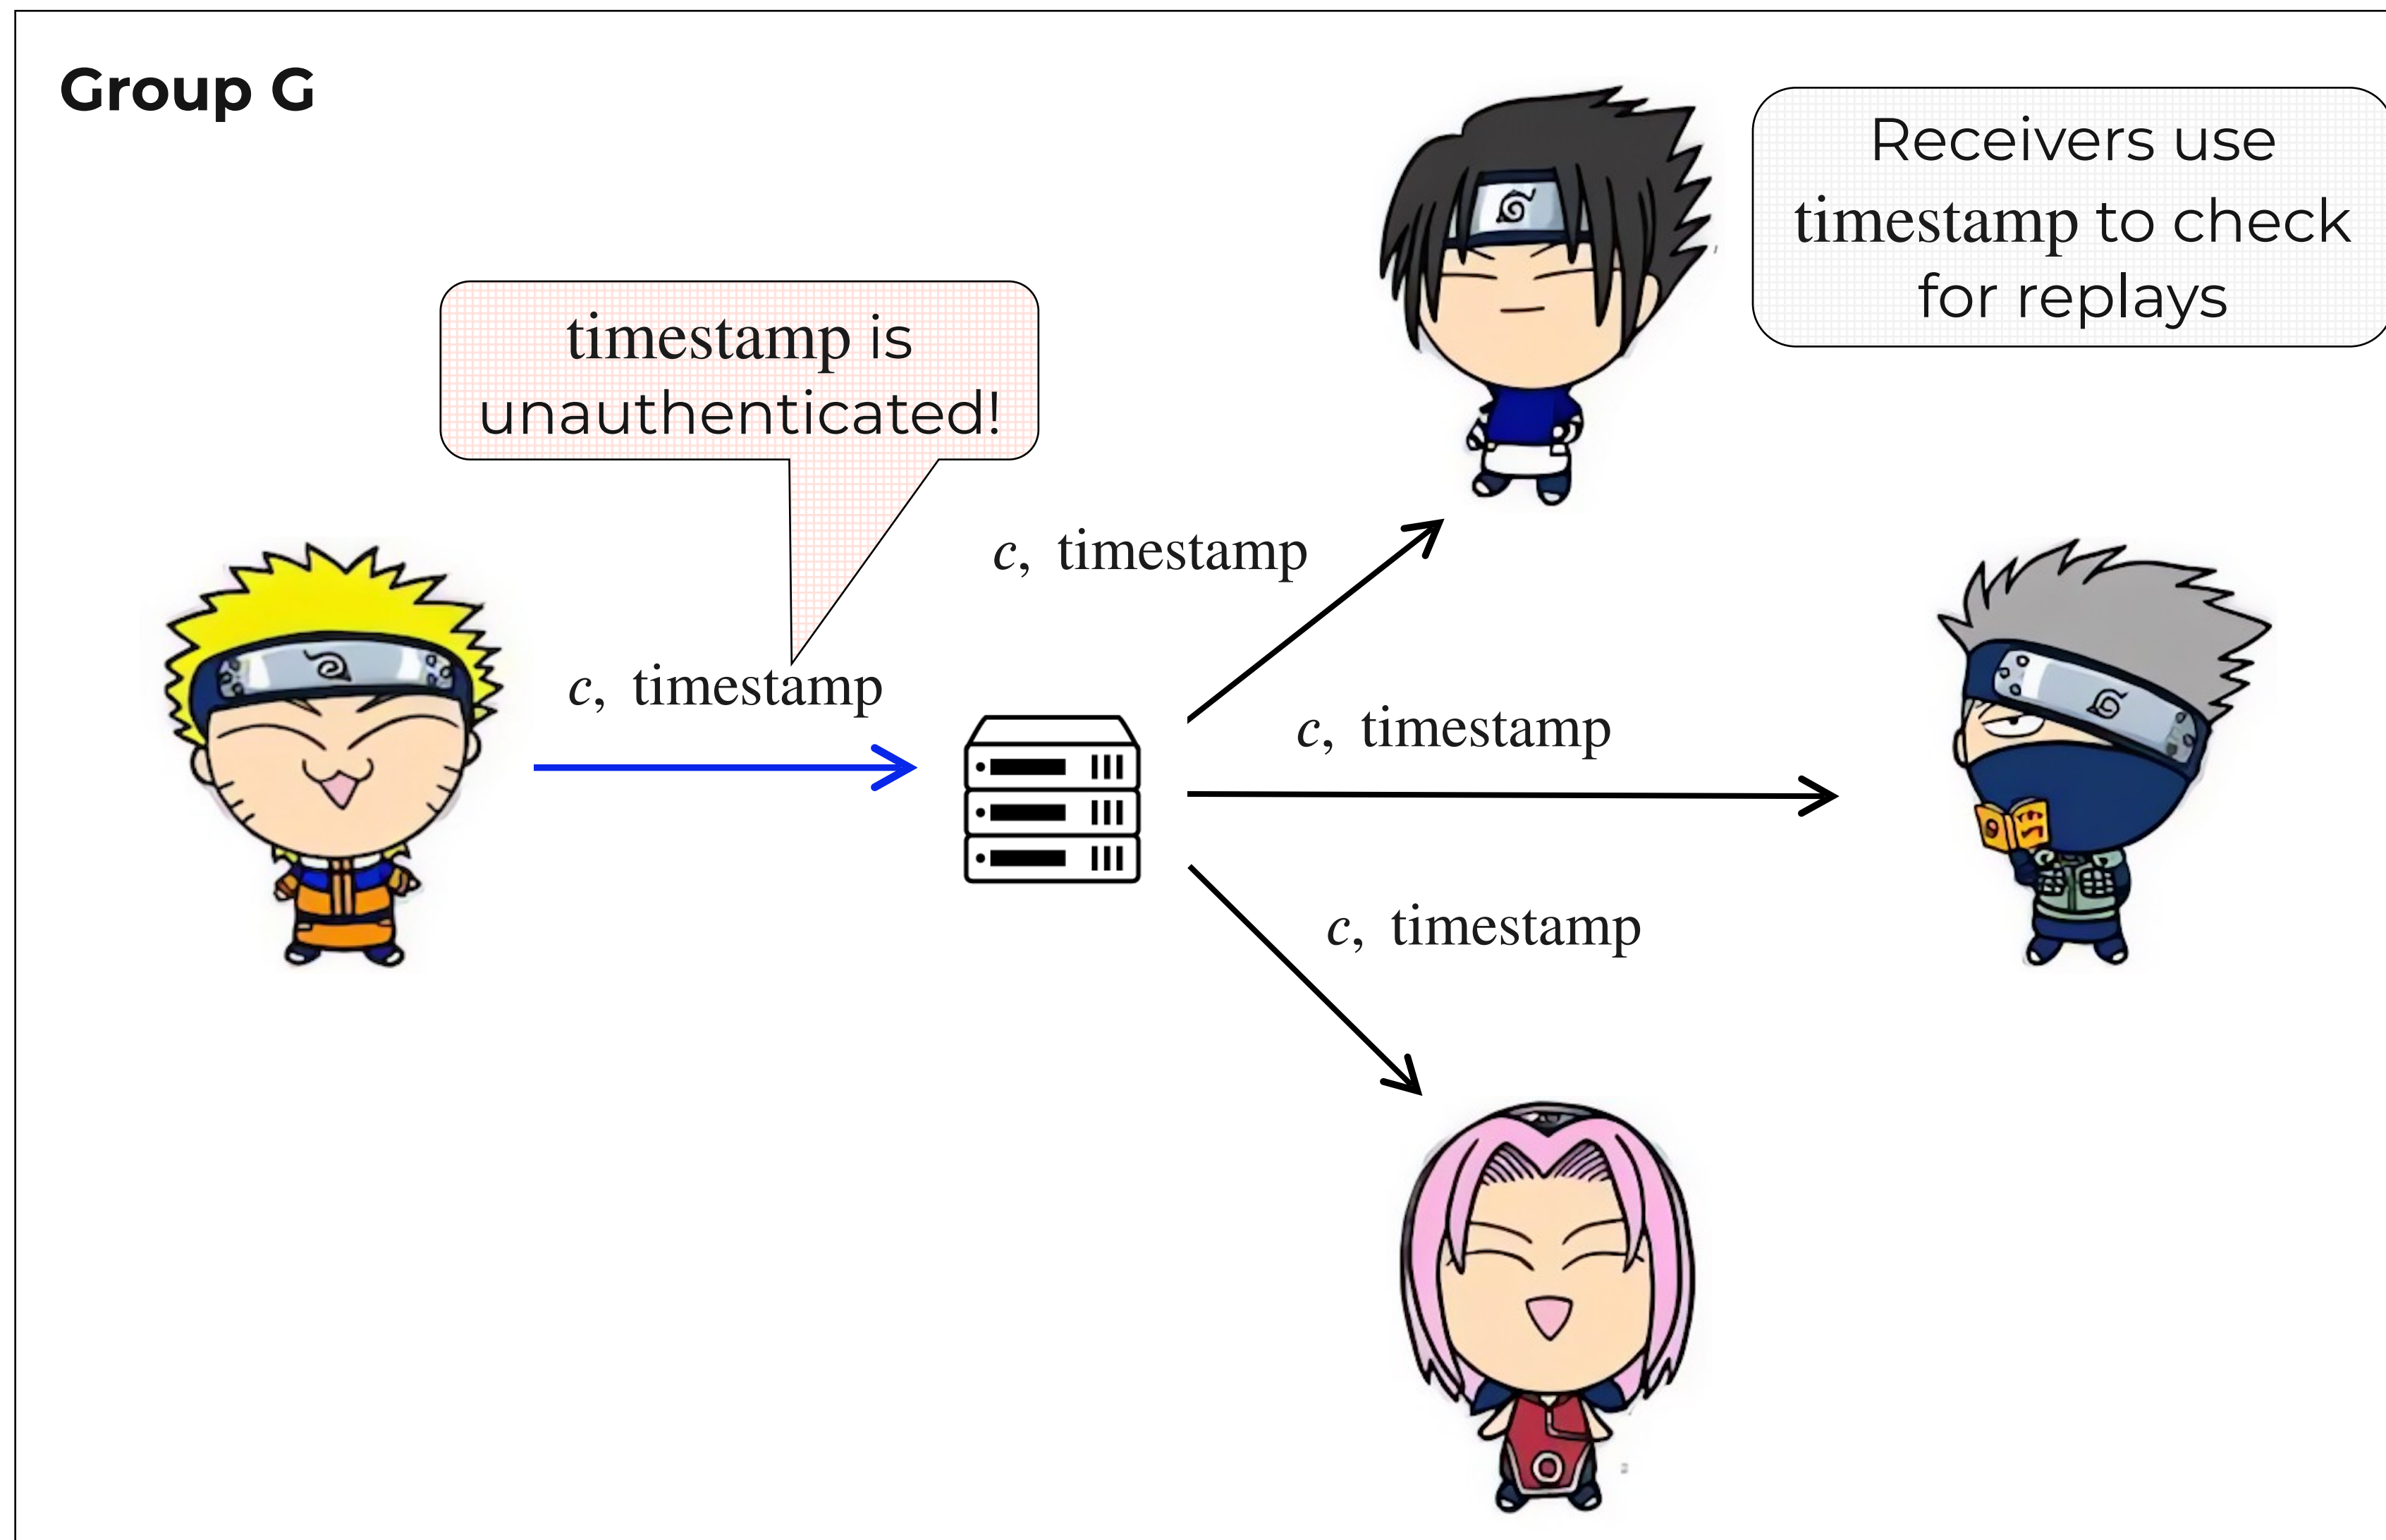 Group G
Receivers use
timestamp to check
for replays
timestamp is
unauthenticated!
c, timestamp
c, timestamp
c, timestamp
c, timestamp